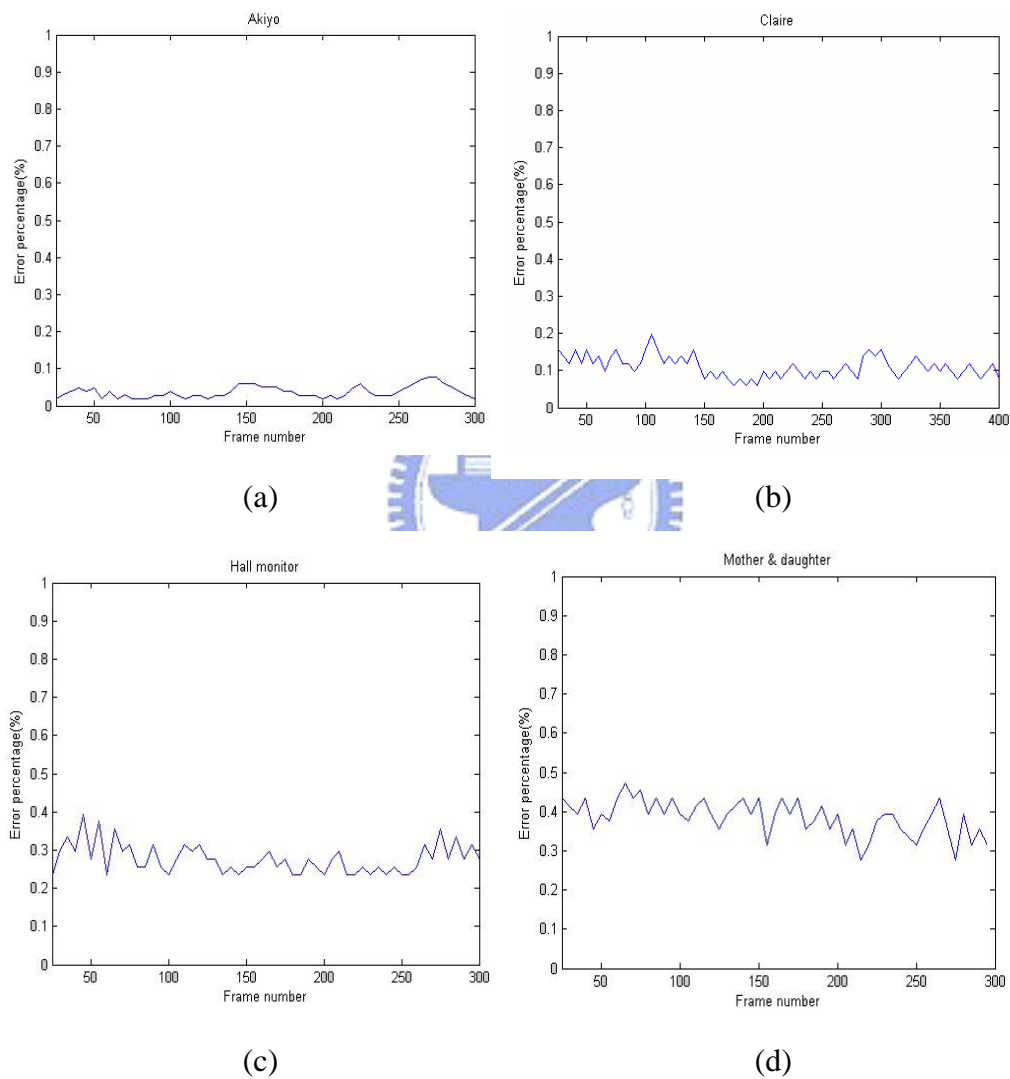 Akiyo
1
0.9
0.8
0.7
0.6
0.5
0.4
0.3
0.2
0.1
0
50 100 150 200 250 300
Error percentage(%)
Frame number
(a)
Claire
1
0.9
0.8
0.7
0.6
0.5
0.4
0.3
0.2
0.1
0
50 100 150 200 250 300 350 400
Error percentage(%)
Frame number
(b)
Hall monitor
1
0.9
0.8
0.7
0.6
0.5
0.4
0.3
0.2
0.1
0
50 100 150 200 250 300
Error percentage(%)
Frame number
(c)
Mother & daughter
1
0.9
0.8
0.7
0.6
0.5
0.4
0.3
0.2
0.1
0
50 100 150 200 250 300
Error percentage(%)
Frame number
(d)